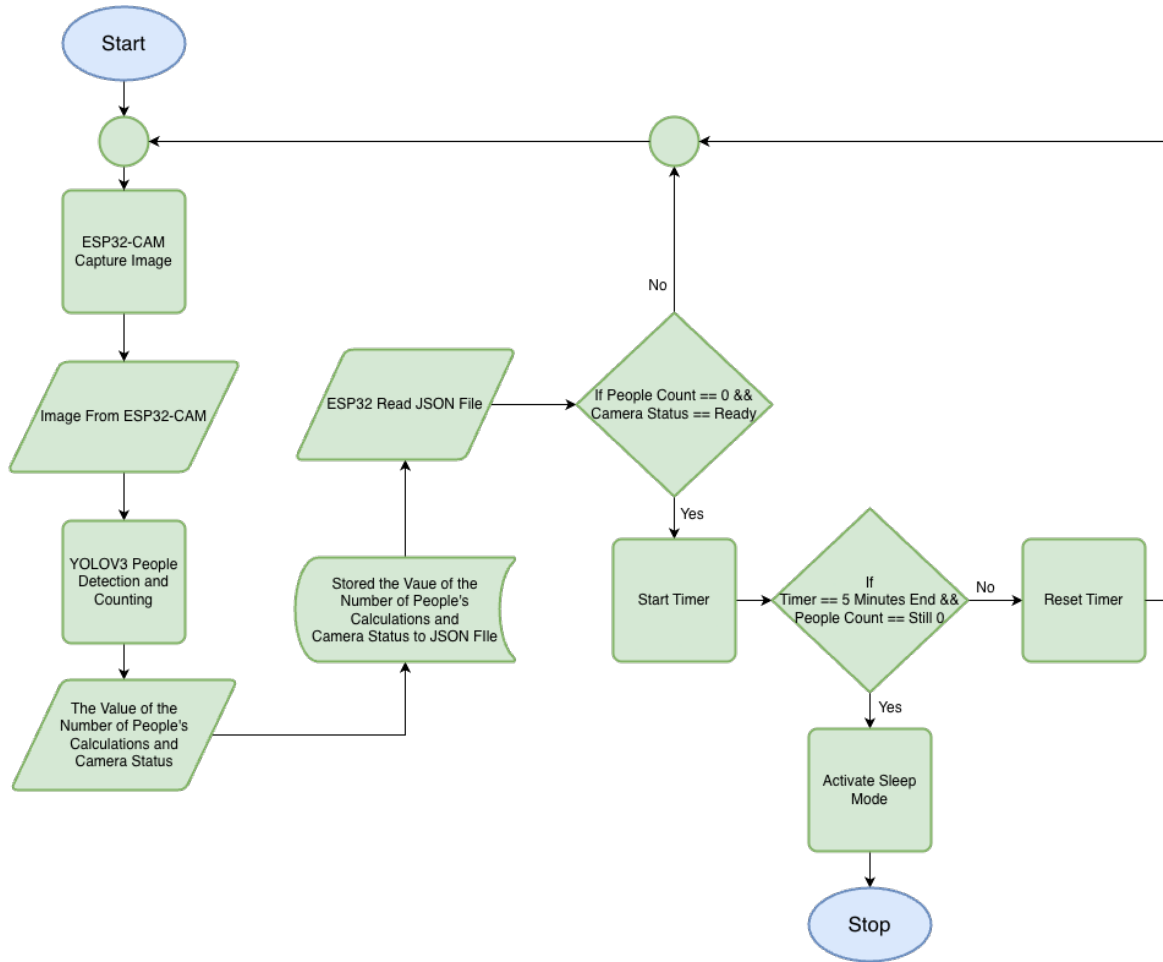 Start
ESP32-CAM
Capture Image
Image From ESP32-CAM
YOLOV3 People
Detection and
Counting
The Value of the
Number of People's
Calculations and
Camera Status
Stored the Vaue of the
Number of People's
Calculations and
Camera Status to JSON FIle
ESP32 Read JSON File
If People Count == 0 &&
Camera Status == Ready
No
Yes
Start Timer
If
Timer == 5 Minutes End &&
People Count == Still 0
No
Reset Timer
Yes
Activate Sleep
Mode
Stop